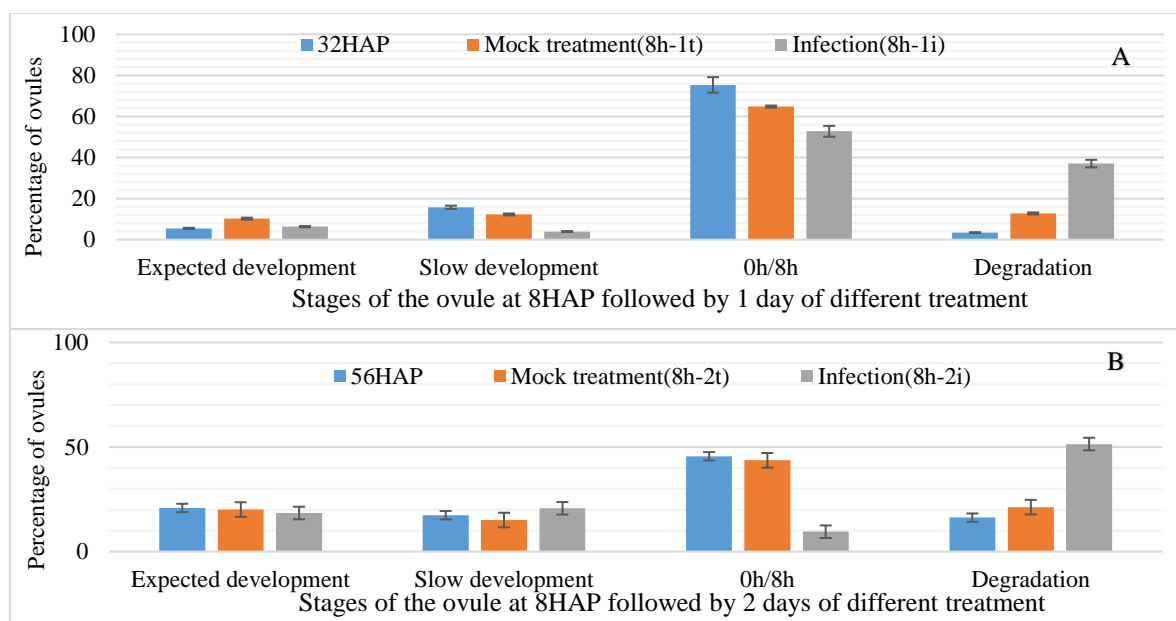 100
80
60
40
20
0
Percentage of ovules
32HAP Mock treatment(8h-1t) Infection(8h-1i)
A
Expected development Slow development 0h/8h Degradation
Stages of the ovule at 8HAP followed by 1 day of different treatment
100
50
0
Percentage of ovules
56HAP Mock treatment(8h-2t) Infection(8h-2i)
B
Expected development Slow development 0h/8h Degradation
Stages of the ovule at 8HAP followed by 2 days of different treatment